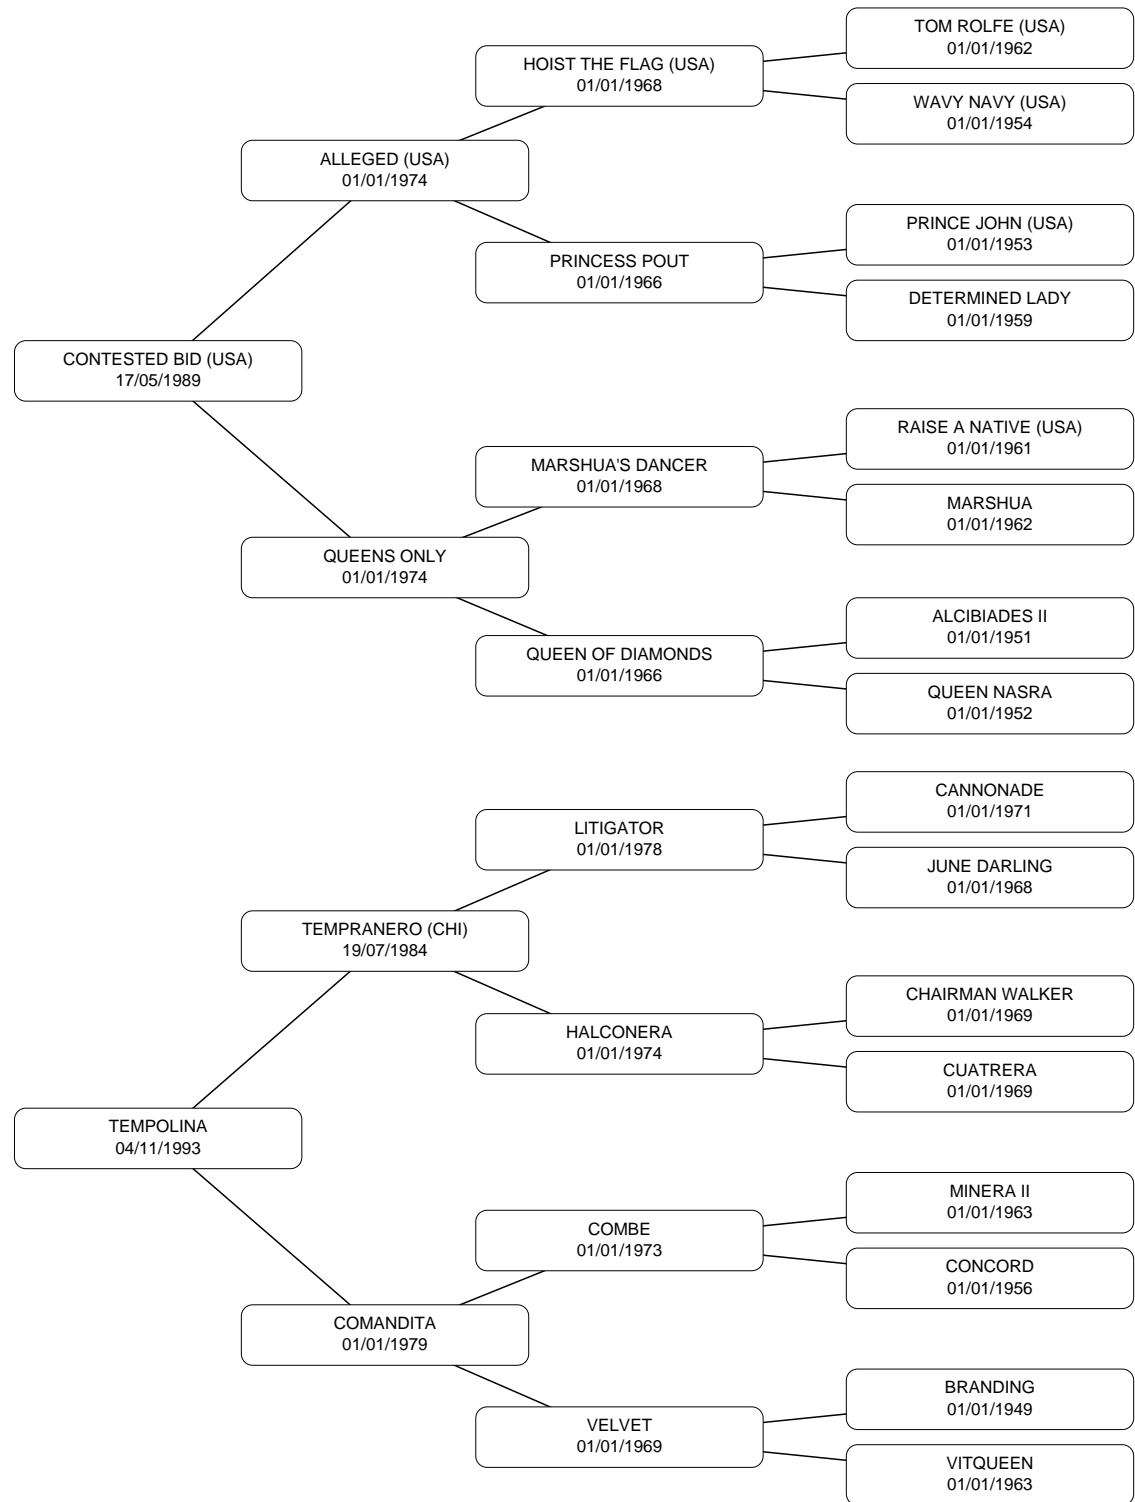 TOM ROLFE (USA)
01/01/1962
HOIST THE FLAG (USA)
01/01/1968
WAVY NAVY (USA)
01/01/1954
ALLEGED (USA)
01/01/1974
PRINCE JOHN (USA)
01/01/1953
PRINCESS POUT
01/01/1966
DETERMINED LADY
01/01/1959
CONTESTED BID (USA)
17/05/1989
RAISE A NATIVE (USA)
01/01/1961
MARSHUA'S DANCER
01/01/1968
MARSHUA
01/01/1962
QUEENS ONLY
01/01/1974
ALCIBIADES II
01/01/1951
QUEEN OF DIAMONDS
01/01/1966
QUEEN NASRA
01/01/1952
CANNONADE
01/01/1971
LITIGATOR
01/01/1978
JUNE DARLING
01/01/1968
TEMPRANERO (CHI)
19/07/1984
CHAIRMAN WALKER
01/01/1969
HALCONERA
01/01/1974
CUATRERA
01/01/1969
TEMPOLINA
04/11/1993
MINERA II
01/01/1963
COMBE
01/01/1973
CONCORD
01/01/1956
COMANDITA
01/01/1979
BRANDING
01/01/1949
VELVET
01/01/1969
VITQUEEN
01/01/1963